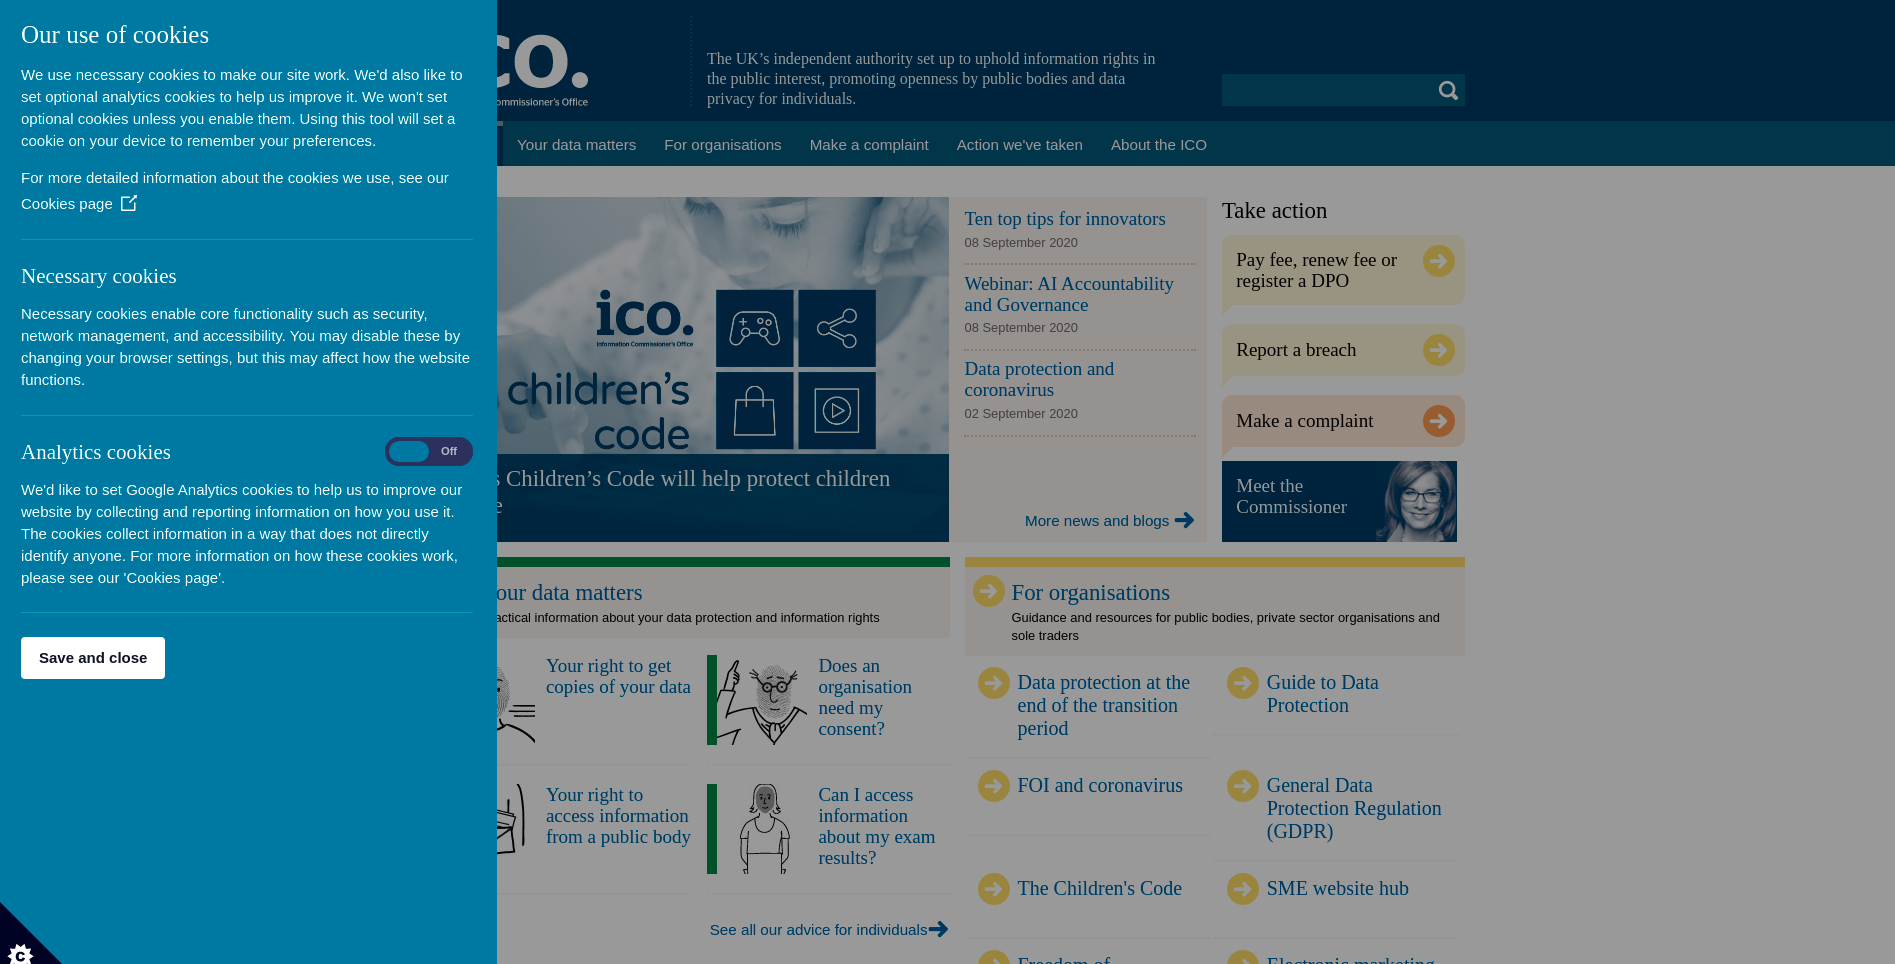 Our use of cookies
We use necessary cookies to make our site work. We'd also like to
set optional analytics cookies to help us improve it. We won't set
optional cookies unless you enable them. Using this tool will set a
cookie on your device to remember your preferences.
For more detailed information about the cookies we use, see our
Cookies page
Necessary cookies
Necessary cookies enable core functionality such as security,
network management, and accessibility. You may disable these by
changing your browser settings, but this may affect how the website
functions.
Analytics cookies
Off
We'd like to set Google Analytics cookies to help us to improve our
website by collecting and reporting information on how you use it.
The cookies collect information in a way that does not directly
identify anyone. For more information on how these cookies work,
please see our 'Cookies page'.
Save and close
co.
ommissioner's Office
The UK’s independent authority set up to uphold information rights in
the public interest, promoting openness by public bodies and data
privacy for individuals.
Your data matters
For organisations
Make a complaint
Action we've taken
About the ICO
ico.
Information Commissioner's Office
children's
code
s Children’s Code will help protect children
e
Ten top tips for innovators
08 September 2020
Webinar: AI Accountability
and Governance
08 September 2020
Data protection and
coronavirus
02 September 2020
More news and blogs
Take action
Pay fee, renew fee or
register a DPO
Report a breach
Make a complaint
Meet the
Commissioner
our data matters
actical information about your data protection and information rights
Your right to get
copies of your data
Does an
organisation
need my
consent?
Your right to
access information
from a public body
Can I access
information
about my exam
results?
See all our advice for individuals
For organisations
Guidance and resources for public bodies, private sector organisations and
sole traders
Data protection at the
end of the transition
period
Guide to Data
Protection
FOI and coronavirus
General Data
Protection Regulation
(GDPR)
The Children's Code
SME website hub
Freedom of
Electronic marketing